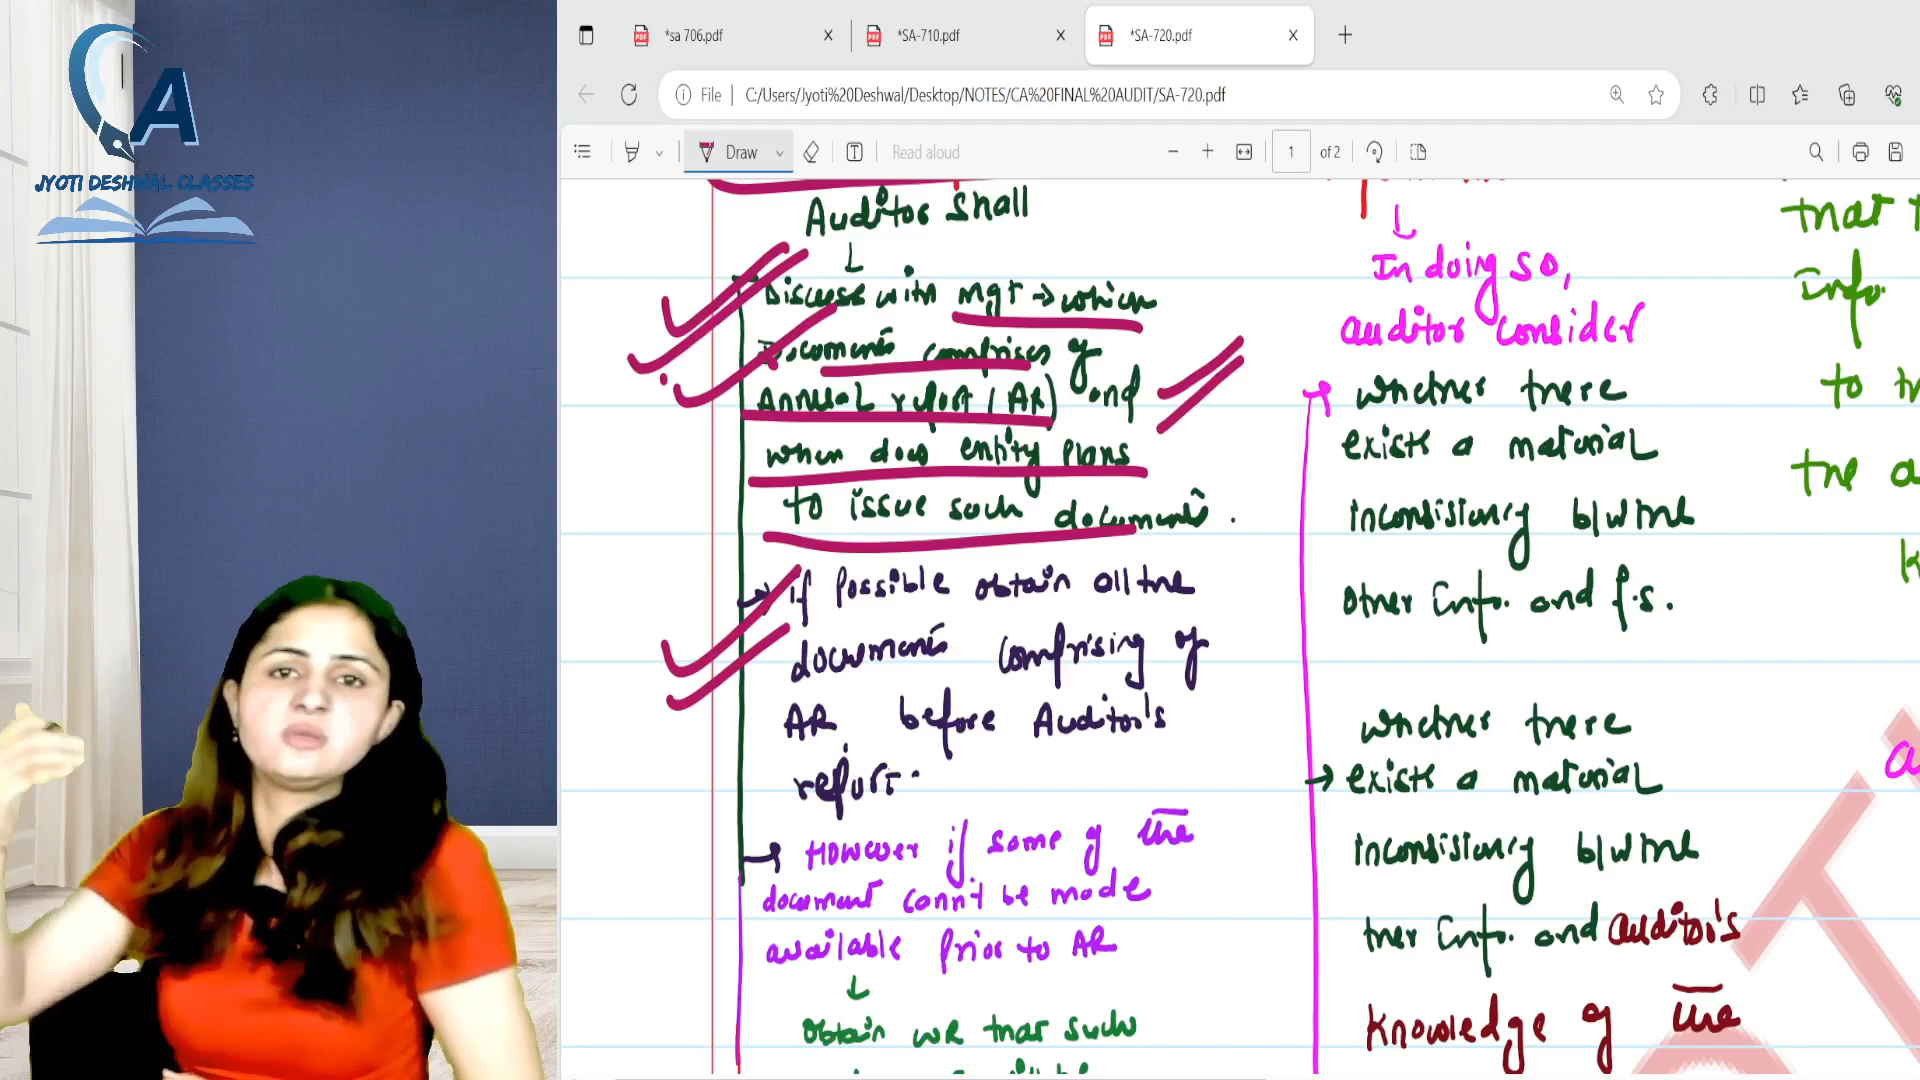 A
JYOTI DESHWAL CLASSES
*sa 706.pdf
*SA-710.pdf
*SA-720.pdf
File
C:/Users/Jyoti%20Deshwal/Desktop/NOTES/CA%20FINAL%20AUDIT/SA-720.pdf
Draw
Read aloud
1
of 2
Auditor shall
Discuss with mgt → which
Documents comprises of
Annual report (AR) and
when does entity plans
to issue such documents.
→ if possible obtain all the
documents comprising of
AR before Auditor's
report.
→ However if some of the
document can't be made
available prior to AR
↓
obtain WR that such
In doing so,
auditor consider
→ whether there
exists a material
inconsistency b/w the
other info. and f.s.
whether there
→ exists a material
inconsistency b/w the
ther info. and auditor's
knowledge of the
that t
Info.
to th
the a